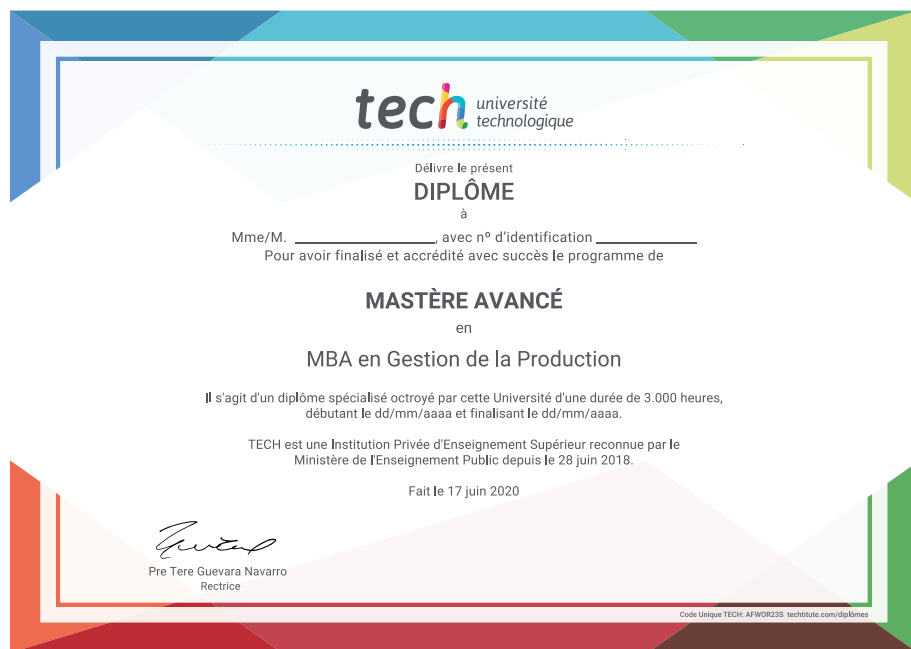 tech université
technologique
Délivre le présent
DIPLÔME
à
Mme/M. ____________, avec nº d'identification ____________
Pour avoir finalisé et accrédité avec succès le programme de
MASTÈRE AVANCÉ
en
MBA en Gestion de la Production
Il s'agit d'un diplôme spécialisé octroyé par cette Université d'une durée de 3.000 heures,
débutant le dd/mm/aaaa et finalisant le dd/mm/aaaa.
TECH est une Institution Privée d'Enseignement Supérieur reconnue par le
Ministère de l'Enseignement Public depuis le 28 juin 2018.
Fait le 17 juin 2020
Pre Tere Guevara Navarro
Rectrice
Code Unique TECH: AFWOR23S techtitute.com/diplômes